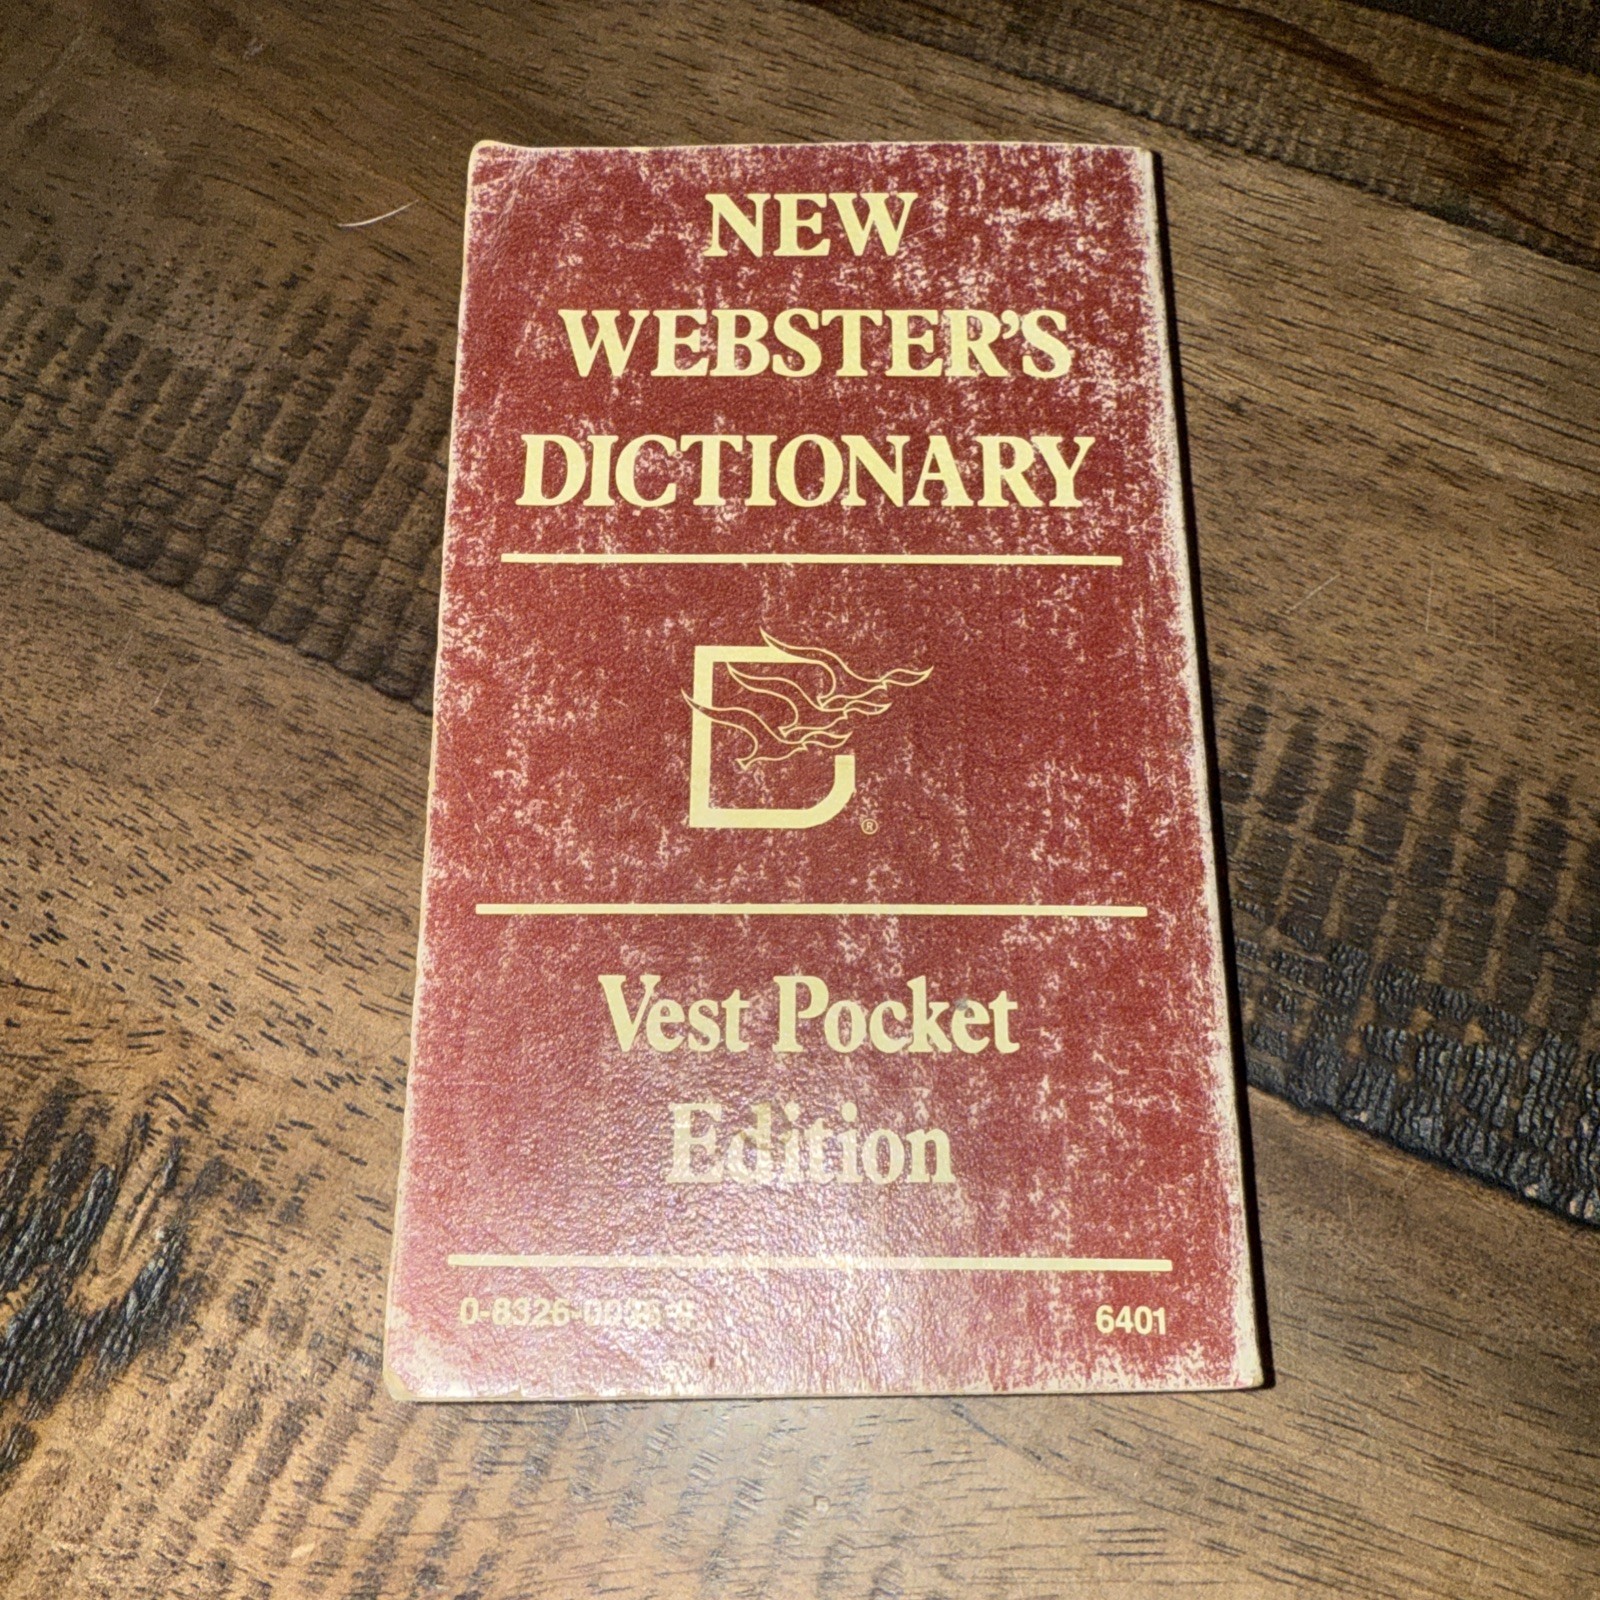 NEW
WEBSTER'S
DICTIONARY
®
Vest Pocket
Edition
6401